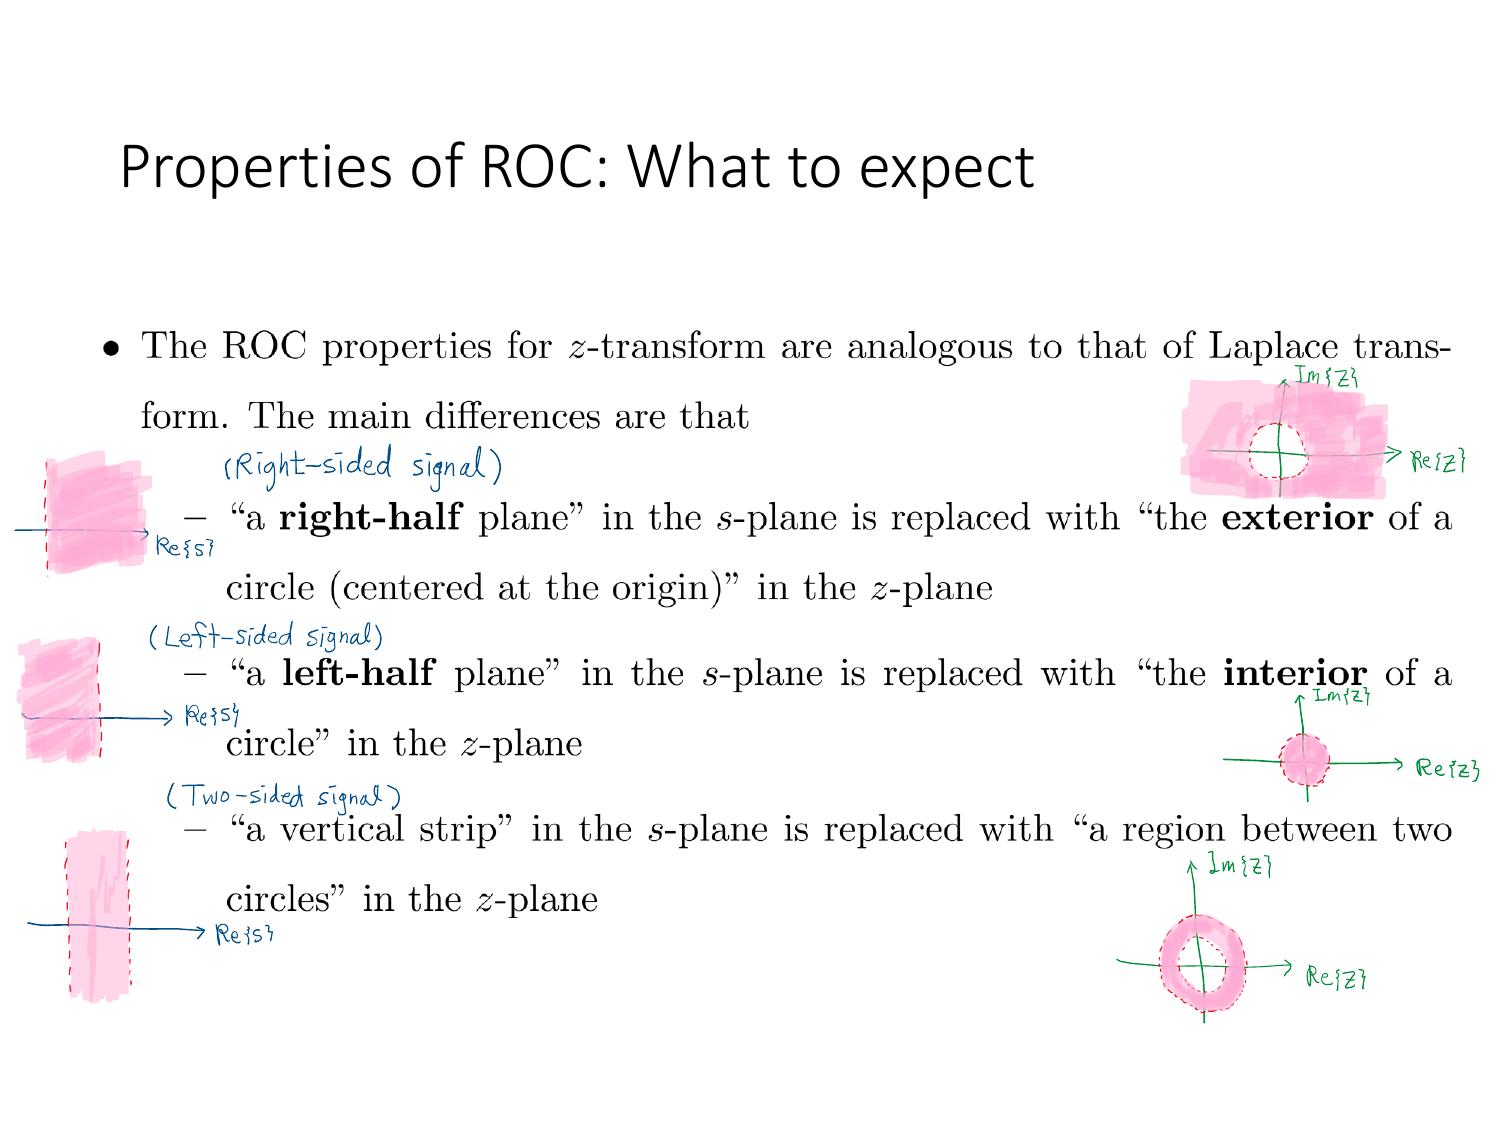 Properties of ROC: What to expect
• The ROC properties for z-transform are analogous to that of Laplace trans-
Im{z}
form. The main differences are that
(Right-sided signal)
Re{z}
– “a right-half plane” in the s-plane is replaced with “the exterior of a
Re{s}
circle (centered at the origin)” in the z-plane
(Left-sided signal)
– “a left-half plane” in the s-plane is replaced with “the interior of a
Im{z}
Re{s}
circle” in the z-plane
Re{z}
(Two-sided signal)
– “a vertical strip” in the s-plane is replaced with “a region between two
Im{z}
circles” in the z-plane
Re{s}
Re{z}